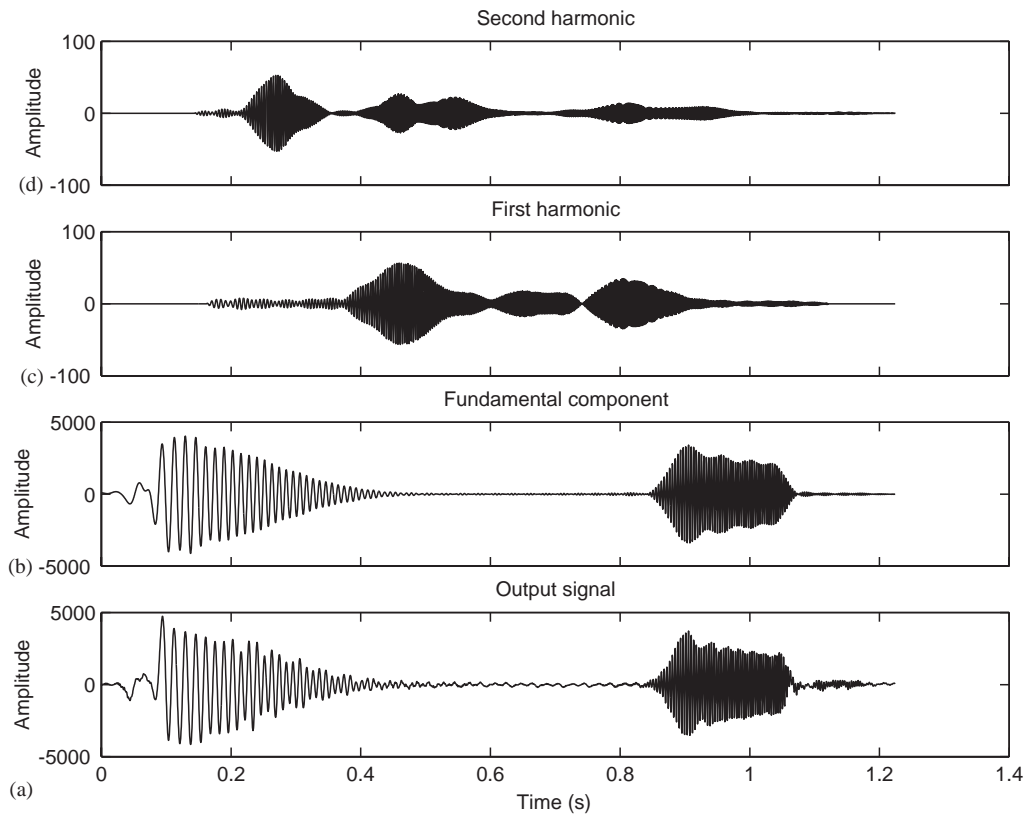 Second harmonic
100
0
-100
Amplitude
(d)
First harmonic
100
0
-100
Amplitude
(c)
Fundamental component
5000
0
-5000
Amplitude
(b)
Output signal
5000
0
-5000
Amplitude
(a)
0 0.2 0.4 0.6 0.8 1 1.2 1.4
Time (s)